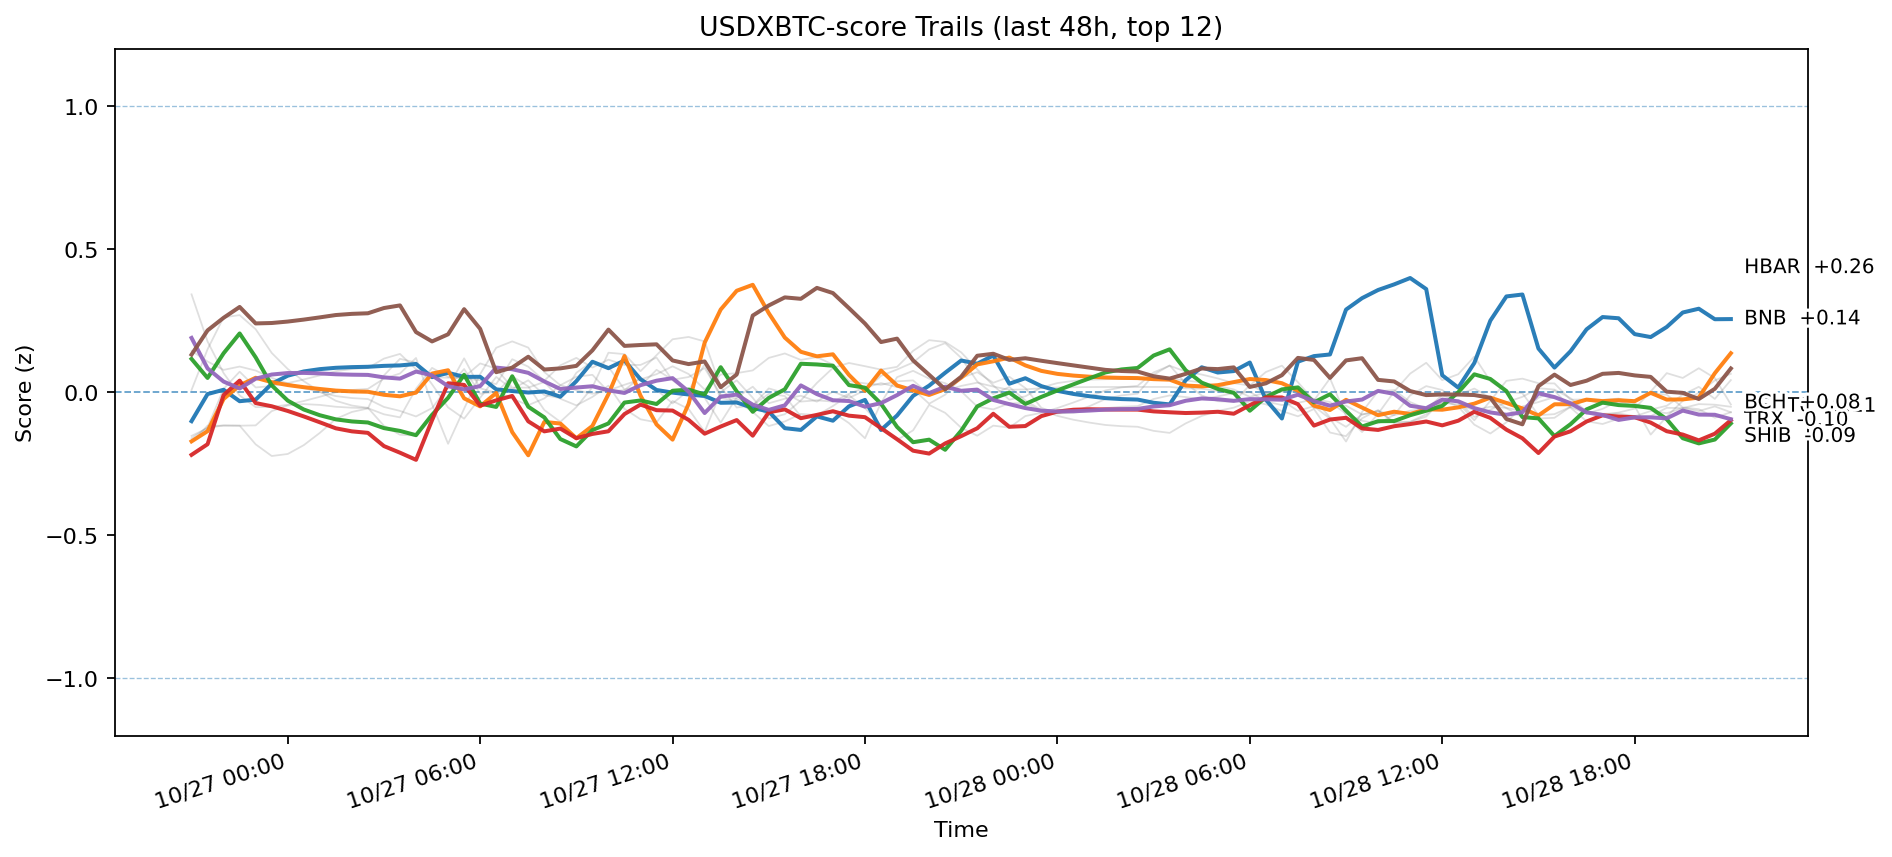 USDXBTC-score Trails (last 48h, top 12)
Score (z)
1.0
0.5
0.0
−0.5
−1.0
HBAR +0.26
BNB +0.14
BCH +0.08
TRX -0.10
SHIB -0.09
10/27 00:00
10/27 06:00
10/27 12:00
10/27 18:00
10/28 00:00
10/28 06:00
10/28 12:00
10/28 18:00
Time